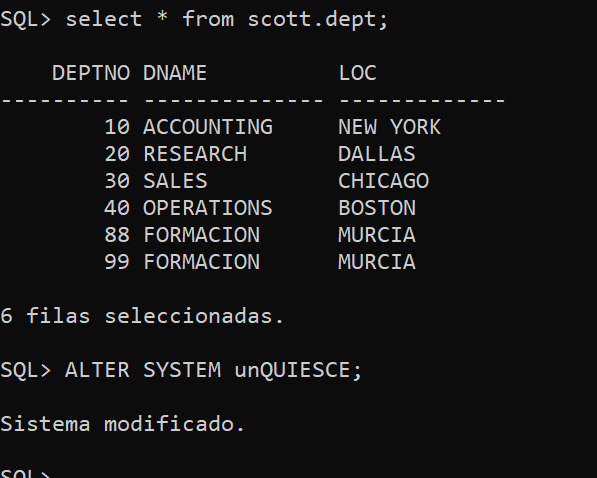 SQL> select * from scott.dept;
    DEPTNO DNAME          LOC
---------- -------------- -------------
        10 ACCOUNTING     NEW YORK
        20 RESEARCH       DALLAS
        30 SALES          CHICAGO
        40 OPERATIONS     BOSTON
        88 FORMACION      MURCIA
        99 FORMACION      MURCIA
6 filas seleccionadas.
SQL> ALTER SYSTEM unQUIESCE;
Sistema modificado.
SQL>